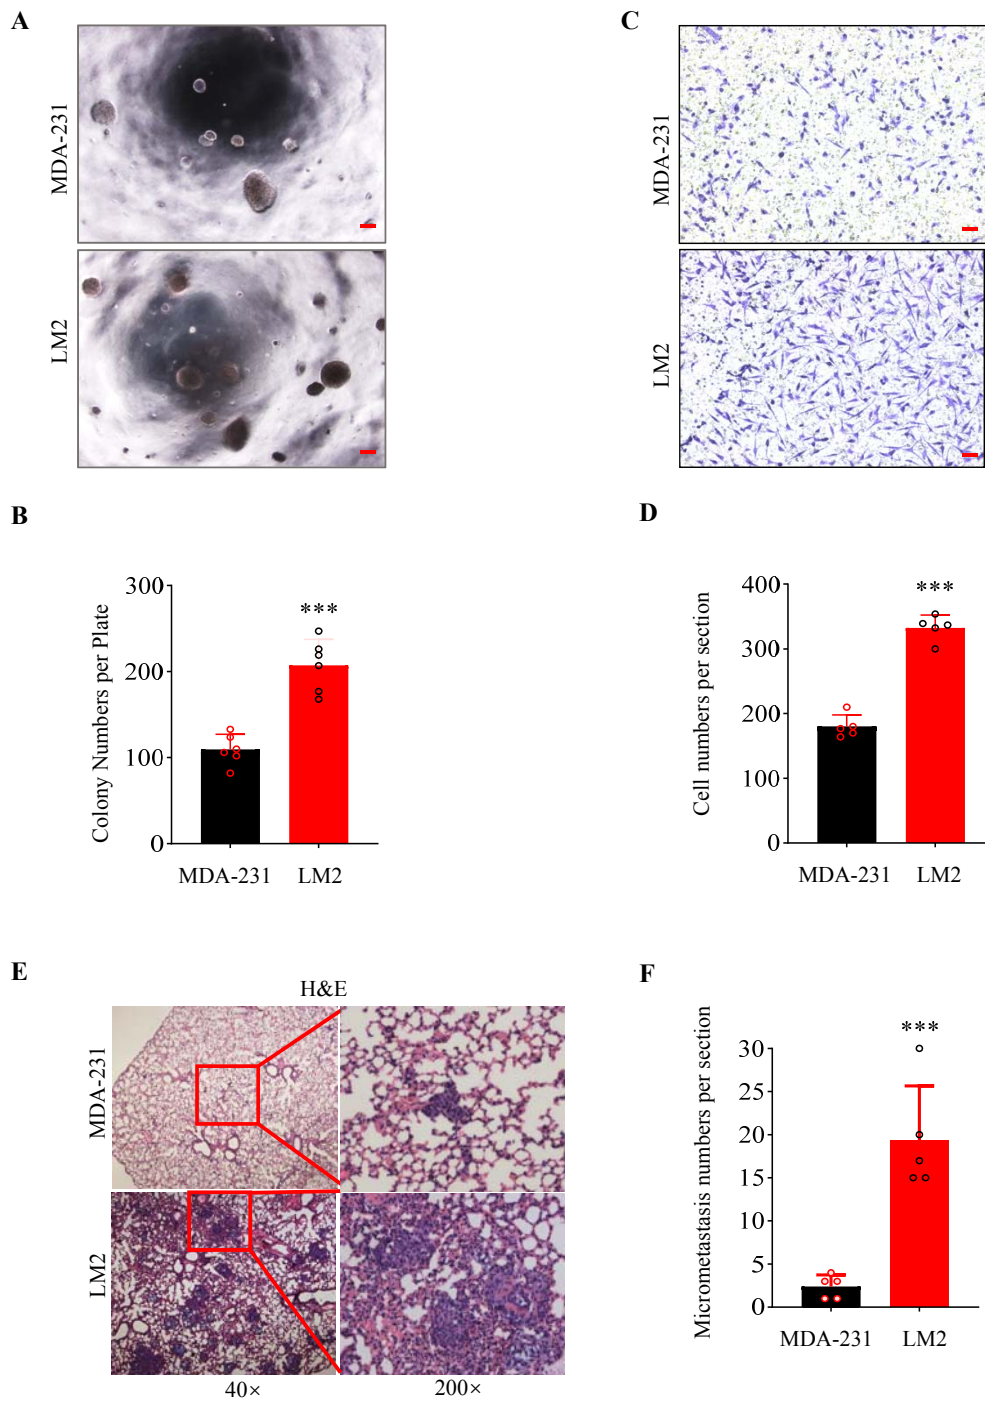 A
MDA-231
LM2
C
MDA-231
LM2
B
Colony Numbers per Plate
300
200
100
0
***
MDA-231
LM2
D
Cell numbers per section
400
300
200
100
0
***
MDA-231
LM2
E
H&E
MDA-231
LM2
40×
200×
F
Micrometastasis numbers per section
30
25
20
15
10
5
0
***
MDA-231
LM2